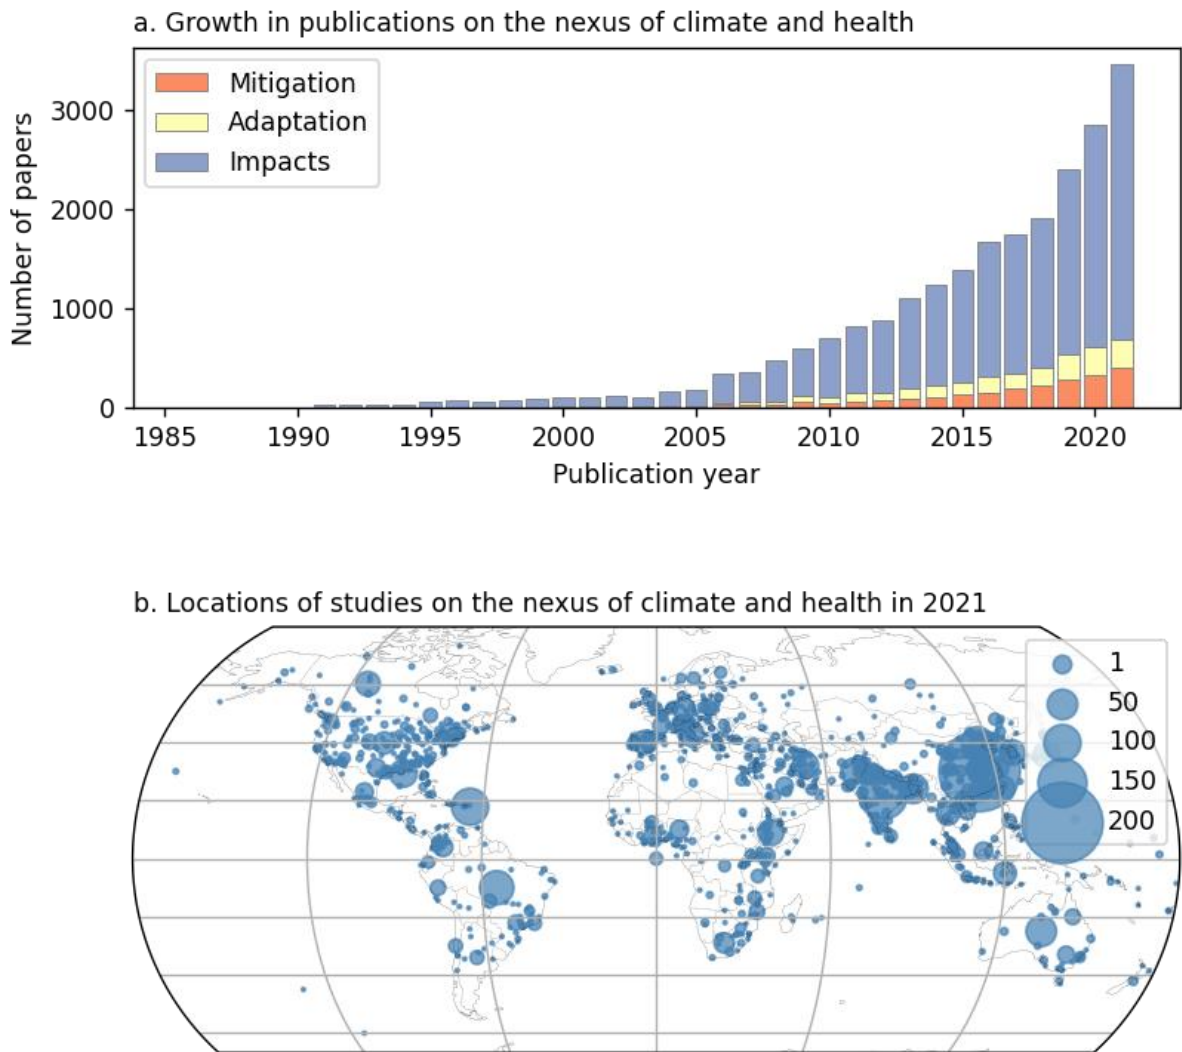 a. Growth in publications on the nexus of climate and health
Mitigation
Adaptation
Impacts
Number of papers
3000
2000
1000
0
1985 1990 1995 2000 2005 2010 2015 2020
Publication year
b. Locations of studies on the nexus of climate and health in 2021
1
50
100
150
200